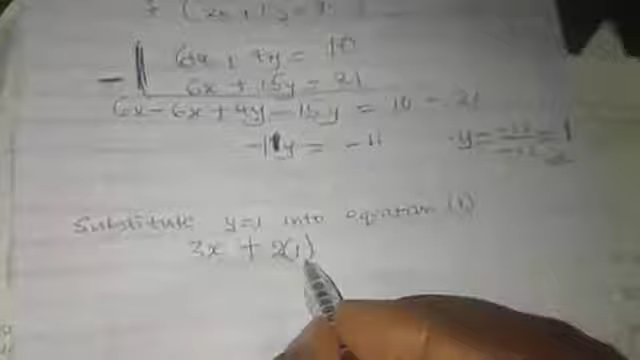 6x + 4y = 10
6x + 15y = 21
6x - 6x + 4y - 15y = 10 - 21
-11y = -11 y = -11/-11 = 1
Substitute y=1 into equation (1)
3x + 2(1)